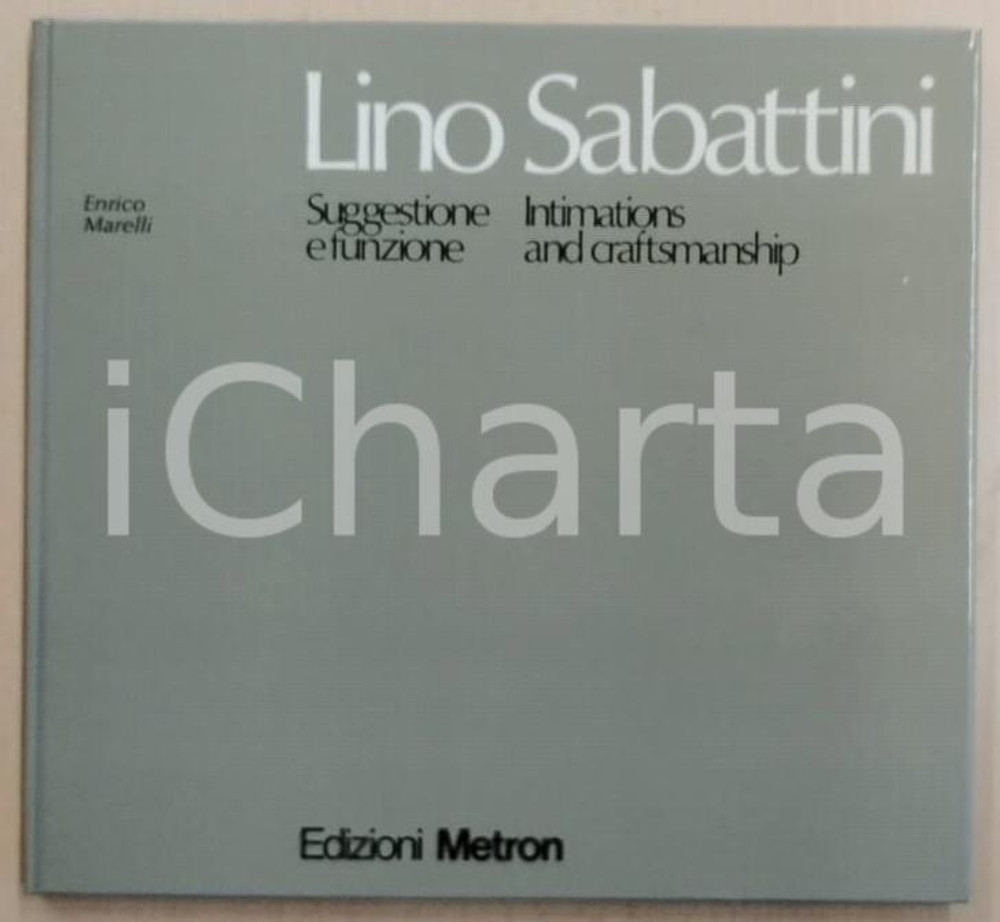 Lino Sabattini
Enrico
Marelli
Suggestione
e funzione
Intimations
and craftsmanship
iCharta
Edizioni Metron